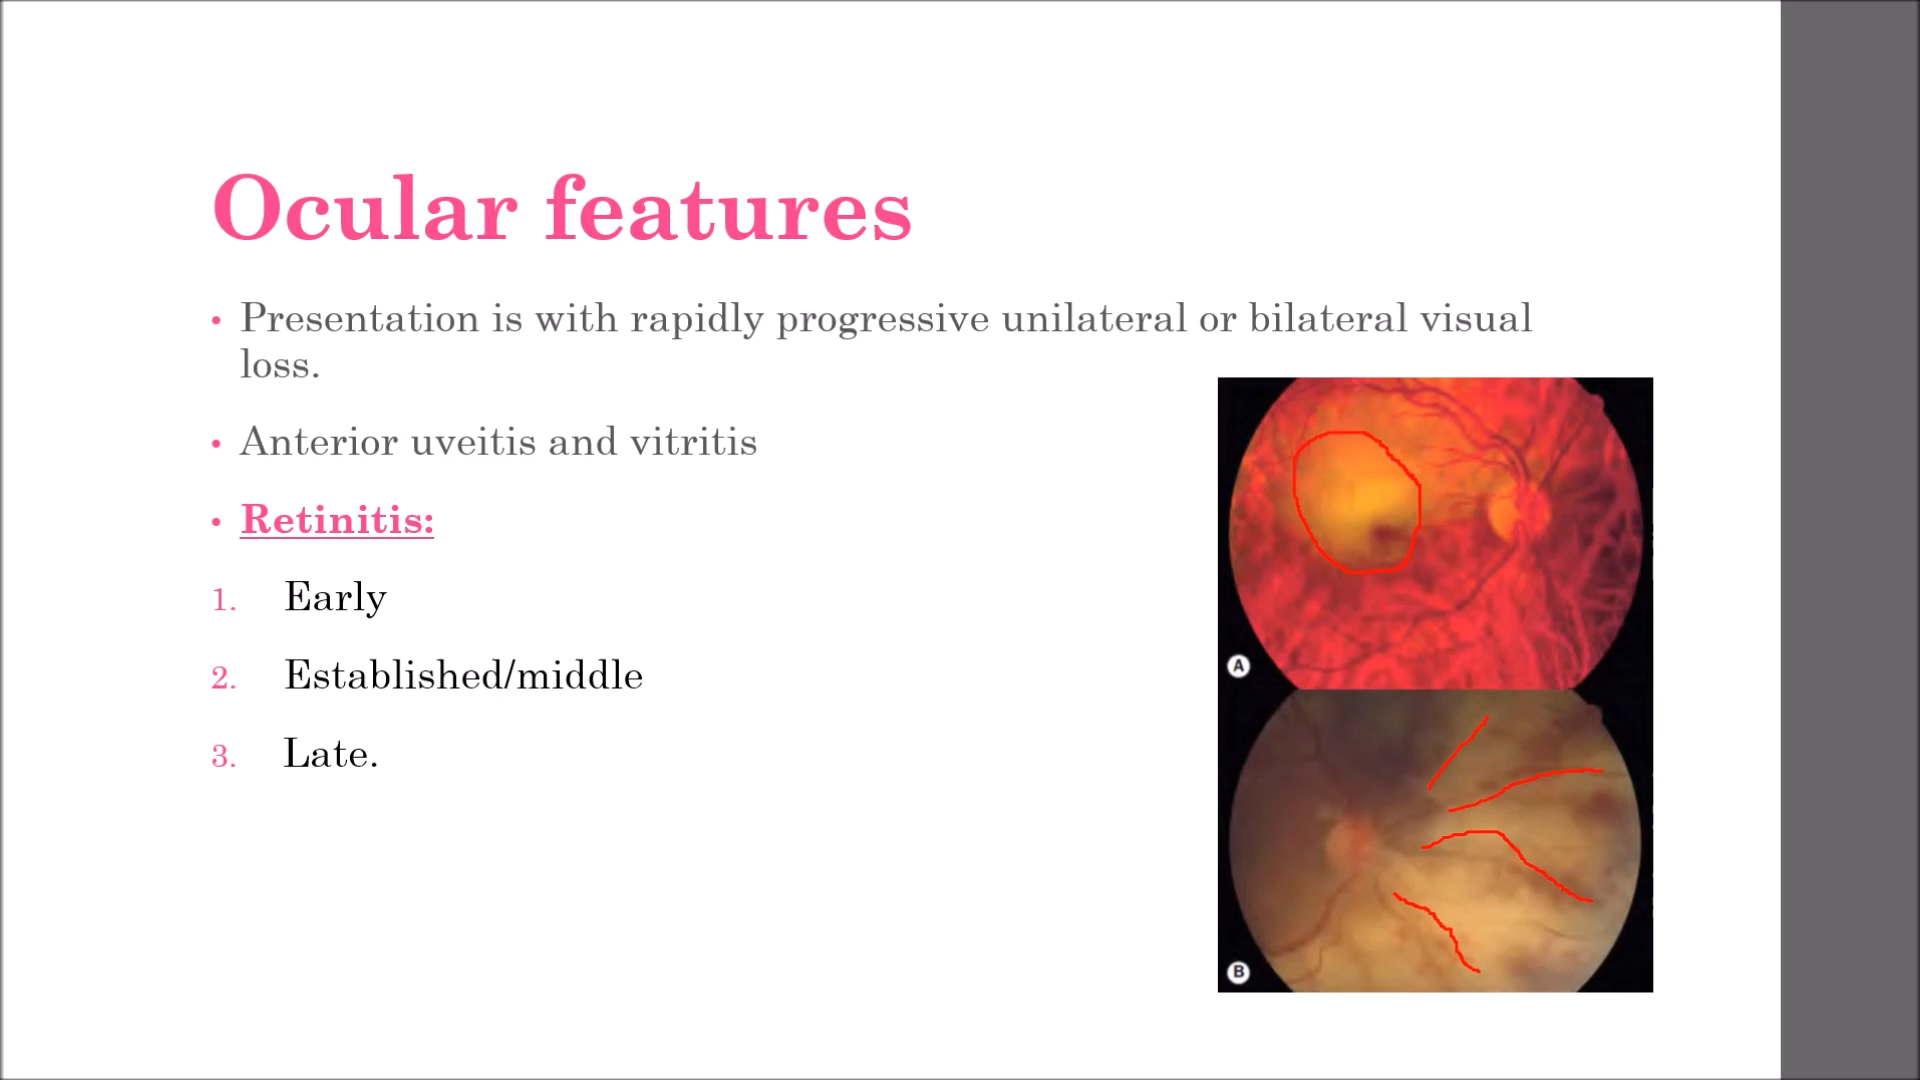 Ocular features
• Presentation is with rapidly progressive unilateral or bilateral visual
loss.
• Anterior uveitis and vitritis
• Retinitis:
1. Early
2. Established/middle
3. Late.
A
B